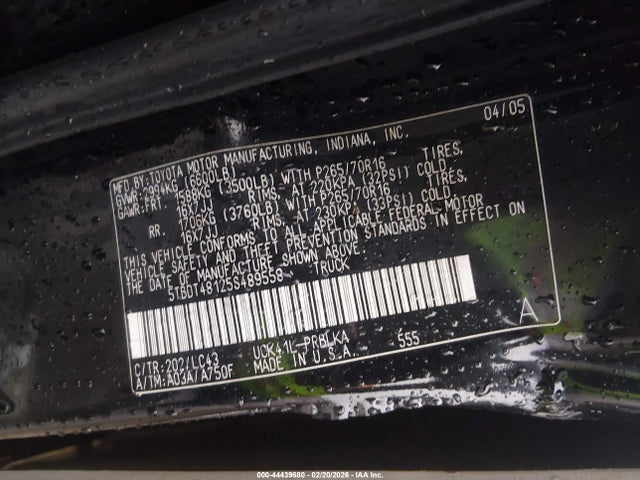 04/05
MFD.BY:TOYOTA MOTOR MANUFACTURING, INDIANA, INC.
GVWR:2994KG (6600LB)
GAWR:FRT 1588KG (3500LB) WITH P265/70R16 TIRES,
16X7JJ RIMS, AT 220KPA (32PSI) COLD.
RR. 1706KG (3760LB) WITH P265/70R16 TIRES,
16X7JJ RIMS, AT 230KPA (33PSI) COLD.
THIS VEHICLE CONFORMS TO ALL APPLICABLE FEDERAL MOTOR
VEHICLE SAFETY AND THEFT PREVENTION STANDARDS IN EFFECT ON
THE DATE OF MANUFACTURE SHOWN ABOVE.
5TBDT48125S489558 TRUCK
C/TR:202/LC43 UCK41L-PRBLKA 555 A
A/TM:A03A/A750F MADE IN U.S.A.
000-44439680 - 02/20/2026 - IAA Inc.